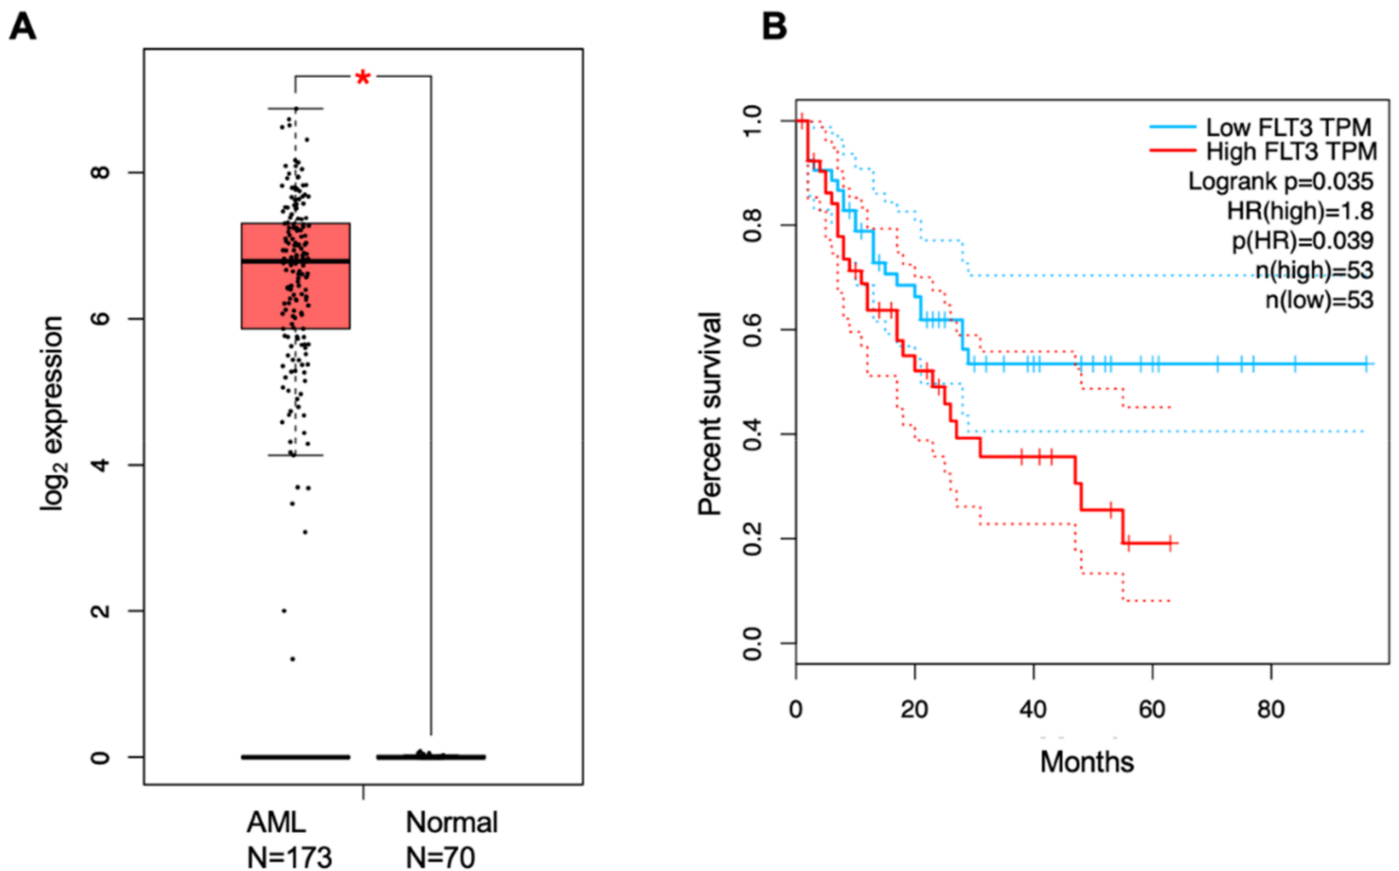 A
*
log2 expression
8
6
4
2
0
AML
N=173
Normal
N=70
B
Percent survival
1.0
0.8
0.6
0.4
0.2
0.0
Low FLT3 TPM
High FLT3 TPM
Logrank p=0.035
HR(high)=1.8
p(HR)=0.039
n(high)=53
n(low)=53
0 20 40 60 80
Months